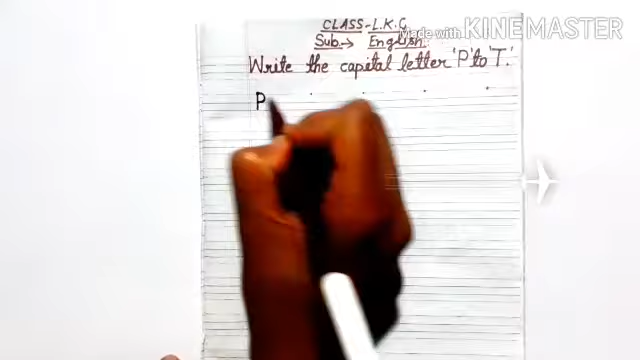 Made with KINEMASTER
CLASS-L.K.G
Sub.→ English
Write the capital letter 'P' to 'T'.
P